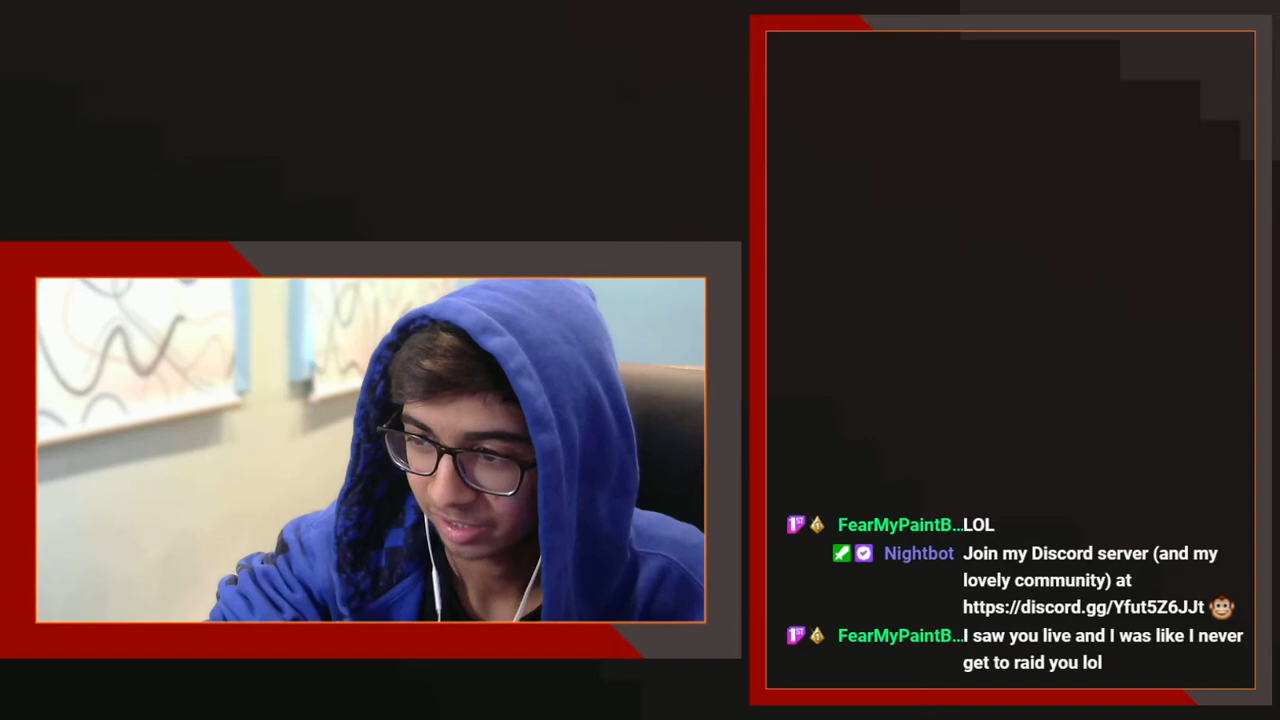 FearMyPaintB... LOL
Nightbot Join my Discord server (and my
lovely community) at
https://discord.gg/Yfut5Z6JJt
FearMyPaintB... I saw you live and I was like I never
get to raid you lol